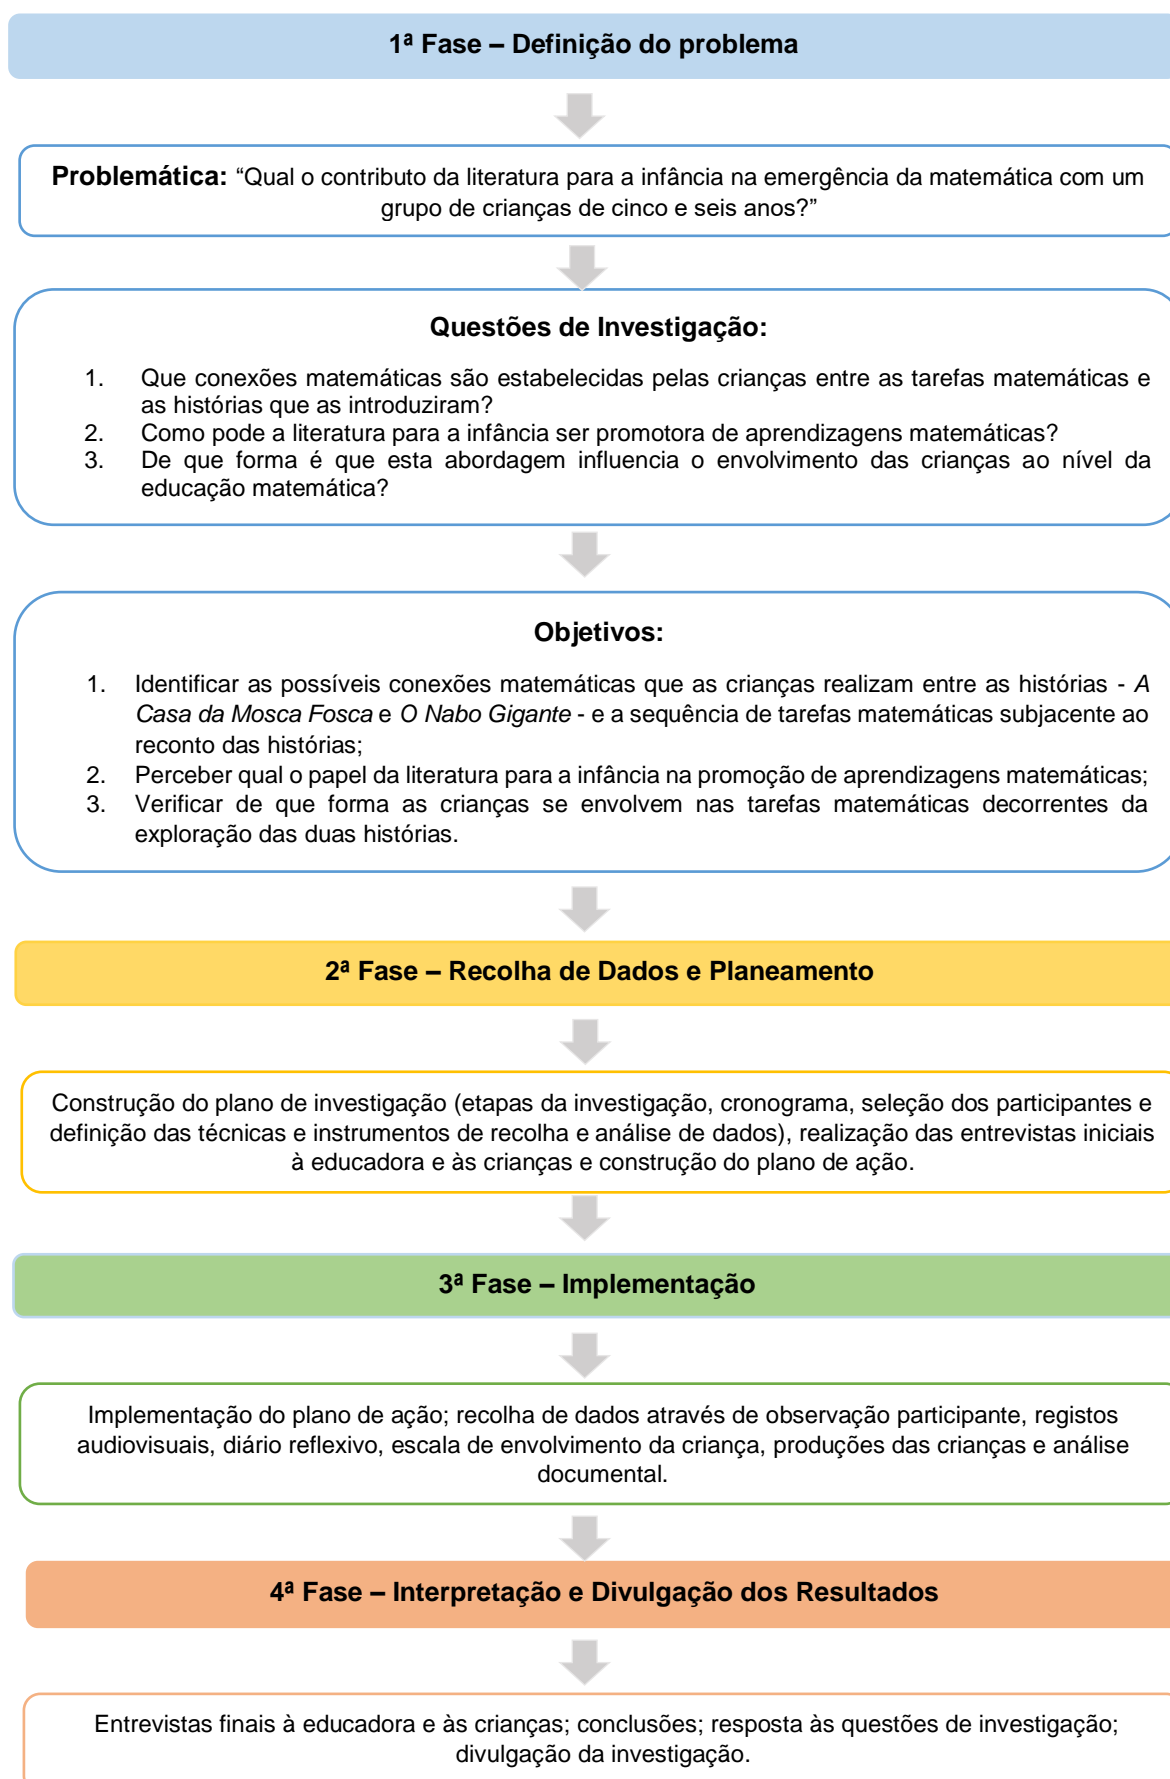 1ª Fase – Definição do problema
Problemática: “Qual o contributo da literatura para a infância na emergência da matemática com um
grupo de crianças de cinco e seis anos?”
Questões de Investigação:
1. Que conexões matemáticas são estabelecidas pelas crianças entre as tarefas matemáticas e
as histórias que as introduziram?
2. Como pode a literatura para a infância ser promotora de aprendizagens matemáticas?
3. De que forma é que esta abordagem influencia o envolvimento das crianças ao nível da
educação matemática?
Objetivos:
1. Identificar as possíveis conexões matemáticas que as crianças realizam entre as histórias - A
Casa da Mosca Fosca e O Nabo Gigante - e a sequência de tarefas matemáticas subjacente ao
reconto das histórias;
2. Perceber qual o papel da literatura para a infância na promoção de aprendizagens matemáticas;
3. Verificar de que forma as crianças se envolvem nas tarefas matemáticas decorrentes da
exploração das duas histórias.
2ª Fase – Recolha de Dados e Planeamento
Construção do plano de investigação (etapas da investigação, cronograma, seleção dos participantes e
definição das técnicas e instrumentos de recolha e análise de dados), realização das entrevistas iniciais
à educadora e às crianças e construção do plano de ação.
3ª Fase – Implementação
Implementação do plano de ação; recolha de dados através de observação participante, registos
audiovisuais, diário reflexivo, escala de envolvimento da criança, produções das crianças e análise
documental.
4ª Fase – Interpretação e Divulgação dos Resultados
Entrevistas finais à educadora e às crianças; conclusões; resposta às questões de investigação;
divulgação da investigação.